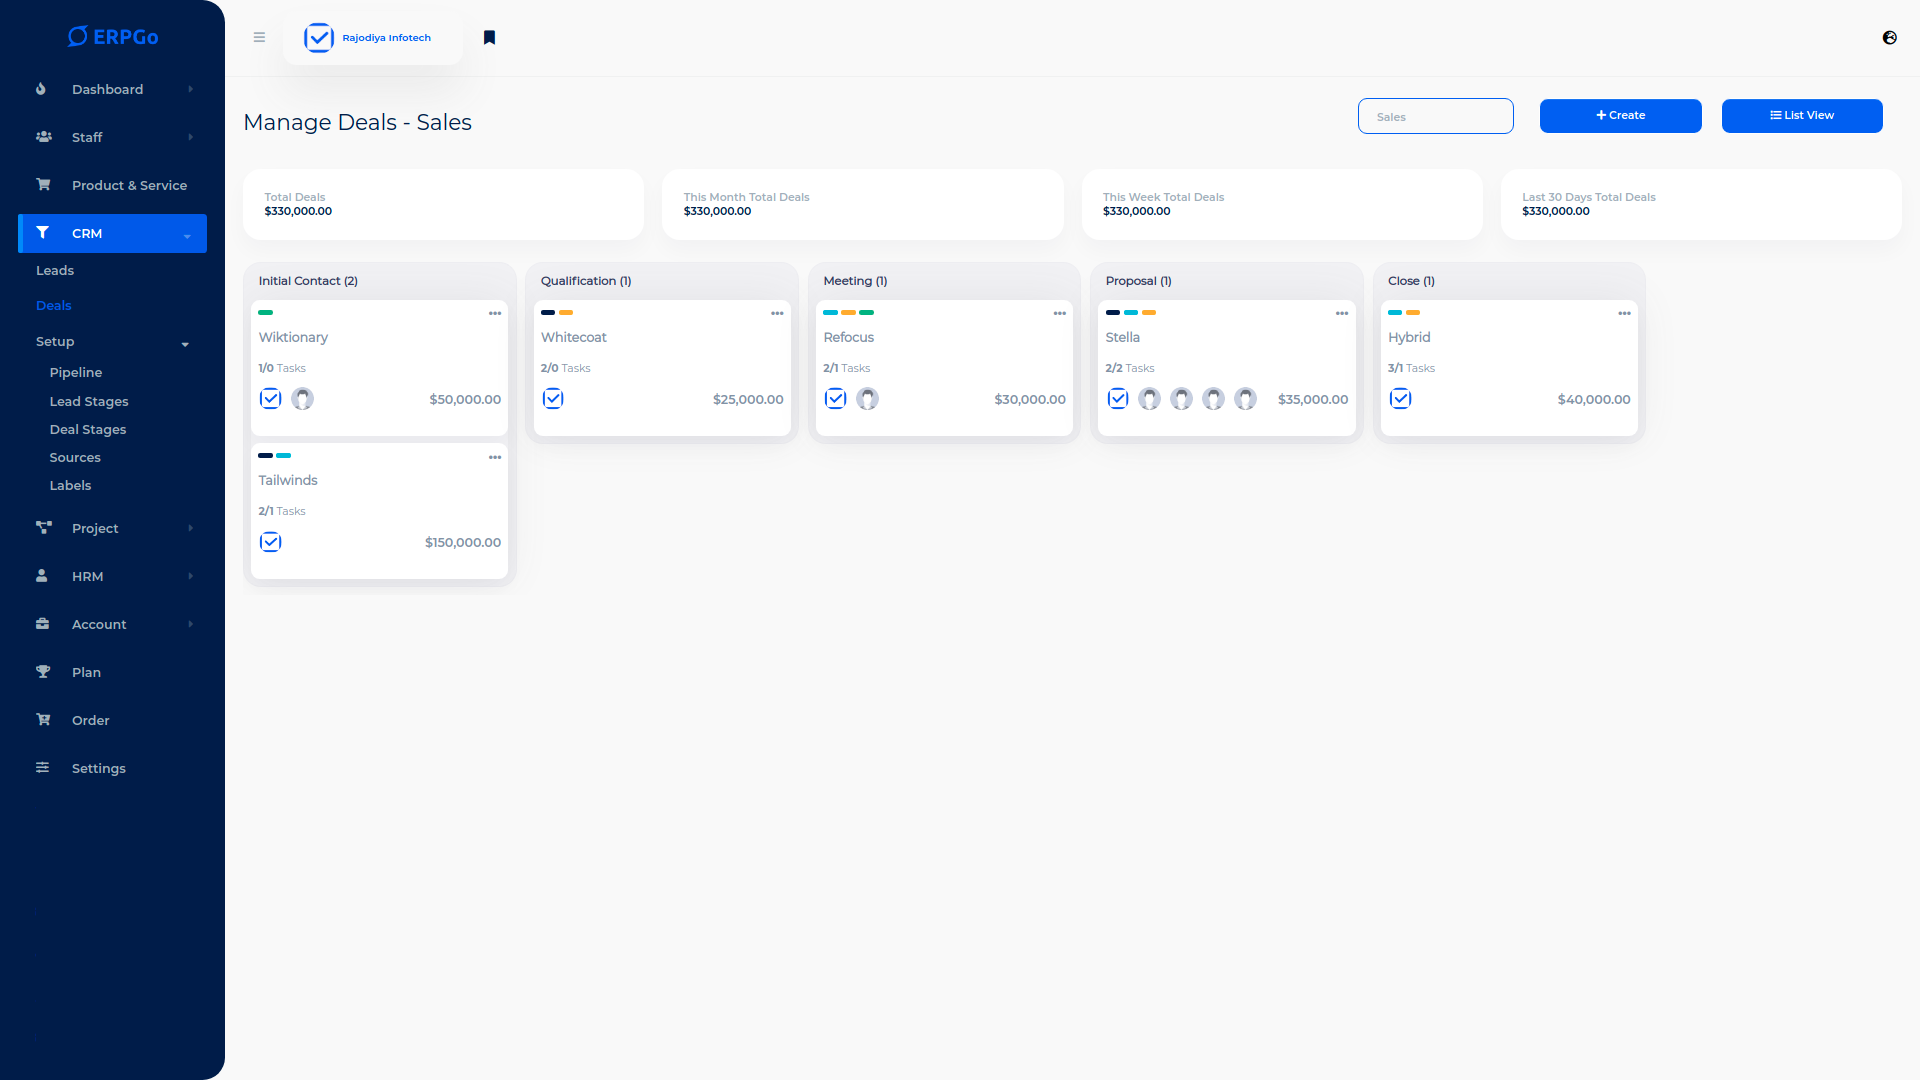 ERPGo
Dashboard
Staff
Product & Service
CRM
Leads
Deals
Setup
Pipeline
Lead Stages
Deal Stages
Sources
Labels
Project
HRM
Account
Plan
Order
Settings
Rajodiya Infotech
Manage Deals - Sales
Sales
Create
List View
Total Deals
$330,000.00
This Month Total Deals
$330,000.00
This Week Total Deals
$330,000.00
Last 30 Days Total Deals
$330,000.00
Initial Contact (2)
Wiktionary
1/0 Tasks
$50,000.00
Tailwinds
2/1 Tasks
$150,000.00
Qualification (1)
Whitecoat
2/0 Tasks
$25,000.00
Meeting (1)
Refocus
2/1 Tasks
$30,000.00
Proposal (1)
Stella
2/2 Tasks
$35,000.00
Close (1)
Hybrid
3/1 Tasks
$40,000.00